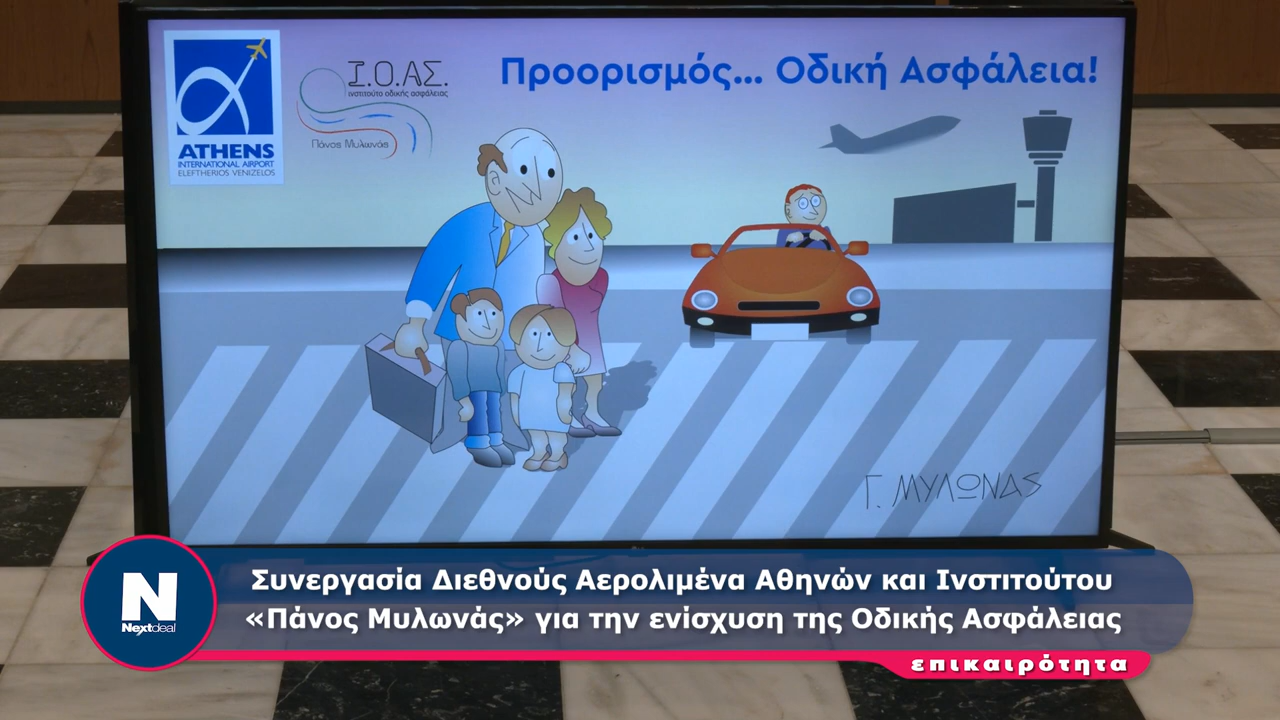 ATHENS
INTERNATIONAL AIRPORT
ELEFTHERIOS VENIZELOS
Ι.Ο.ΑΣ.
ινστιτούτο οδικής ασφάλειας
Πάνος Μυλωνάς
Προορισμός... Οδική Ασφάλεια!
Γ. ΜΥΛΩΝΑΣ
N
Nextdeal
Συνεργασία Διεθνούς Αερολιμένα Αθηνών και Ινστιτούτου
«Πάνος Μυλωνάς» για την ενίσχυση της Οδικής Ασφάλειας
επικαιρότητα